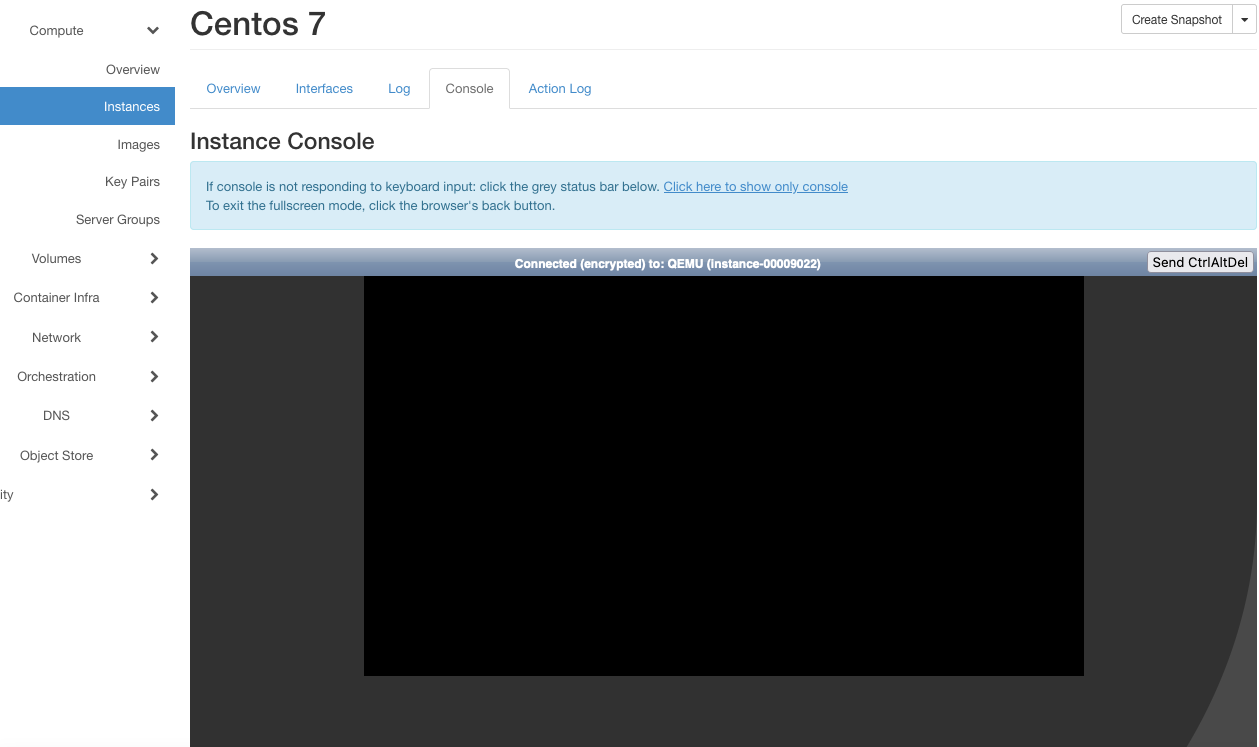 Compute
Overview
Instances
Images
Key Pairs
Server Groups
Volumes
Container Infra
Network
Orchestration
DNS
Object Store
ity
Centos 7
Create Snapshot
Overview
Interfaces
Log
Console
Action Log
Instance Console
If console is not responding to keyboard input: click the grey status bar below. Click here to show only console
To exit the fullscreen mode, click the browser's back button.
Connected (encrypted) to: QEMU (instance-00009022)
Send CtrlAltDel